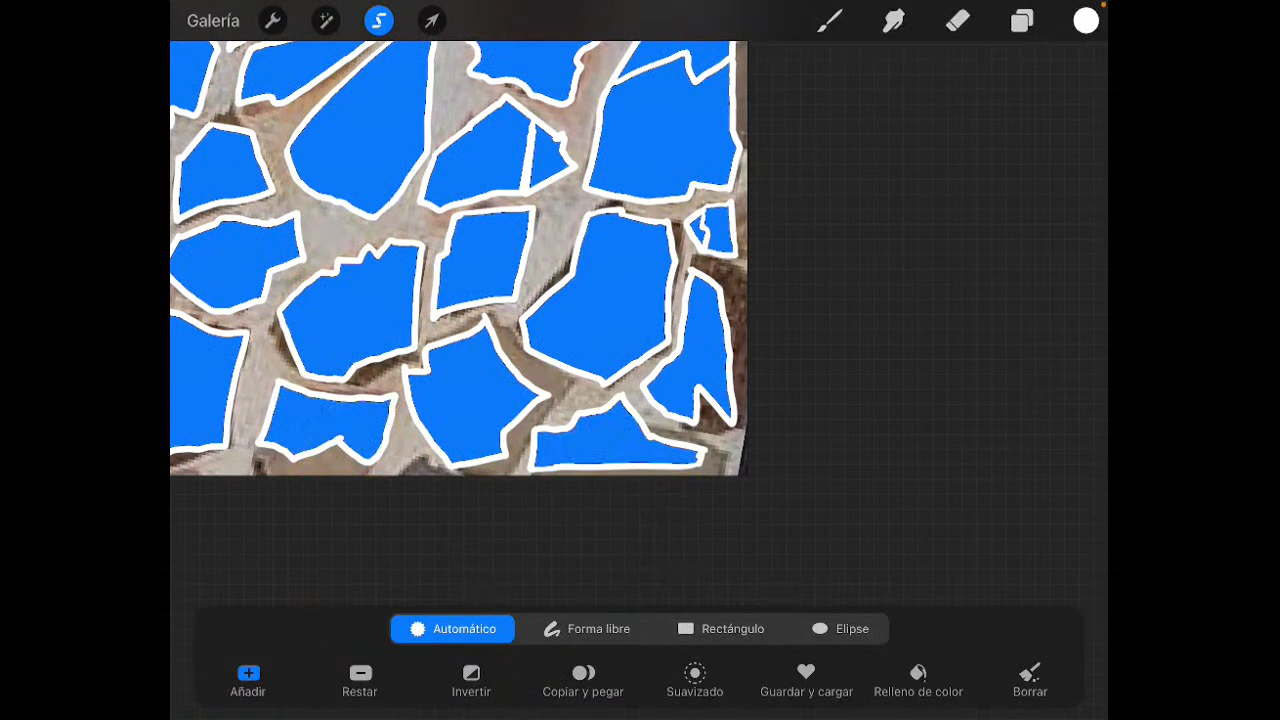 Galería
Automático Forma libre Rectángulo Elipse
Añadir Restar Invertir Copiar y pegar Suavizado Guardar y cargar Relleno de color Borrar